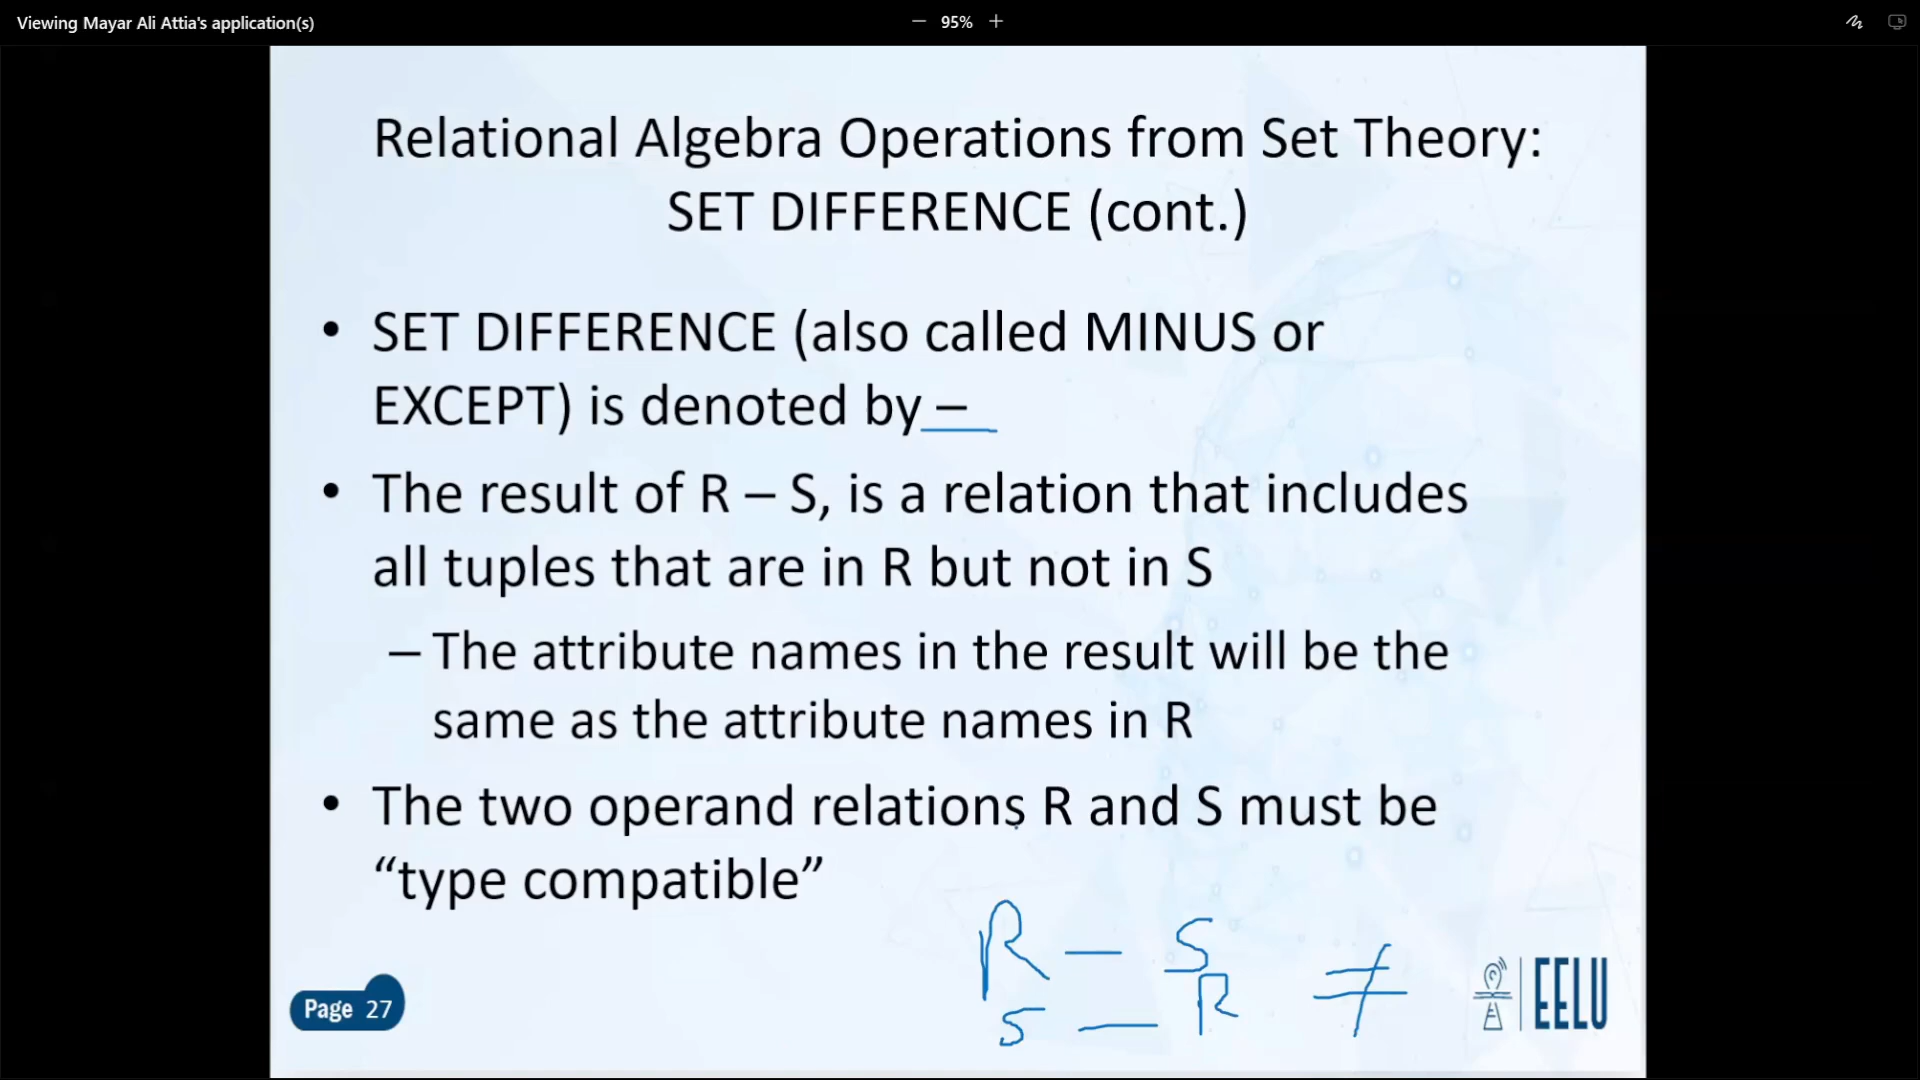 Viewing Mayar Ali Attia's application(s)
95%
Relational Algebra Operations from Set Theory:
SET DIFFERENCE (cont.)
• SET DIFFERENCE (also called MINUS or
EXCEPT) is denoted by –
• The result of R – S, is a relation that includes
all tuples that are in R but not in S
– The attribute names in the result will be the
same as the attribute names in R
• The two operand relations R and S must be
“type compatible”
R – S
S – R ≠
Page 27
EELU